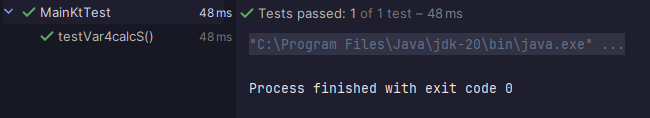 MainKtTest 48 ms
testVar4calcS() 48 ms
Tests passed: 1 of 1 test – 48 ms
"C:\Program Files\Java\jdk-20\bin\java.exe" ...
Process finished with exit code 0